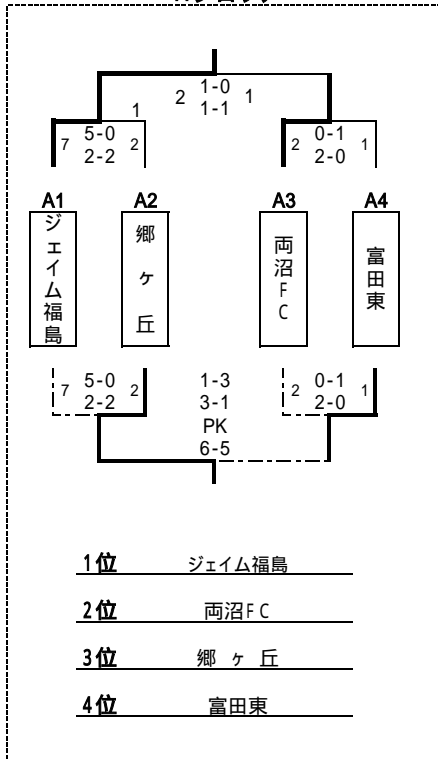 1-0
2 1
1-1
1
5-0
7 2
2-2
0-1
2 1
2-0
A1 A2 A3 A4
ジェイム福島
郷ヶ丘
両沼FC
富田東
5-0
7 2
2-2
1-3
3-1
PK
6-5
0-1
2 1
2-0
1位 ジェイム福島
2位 両沼FC
3位 郷 ヶ 丘
4位 富田東